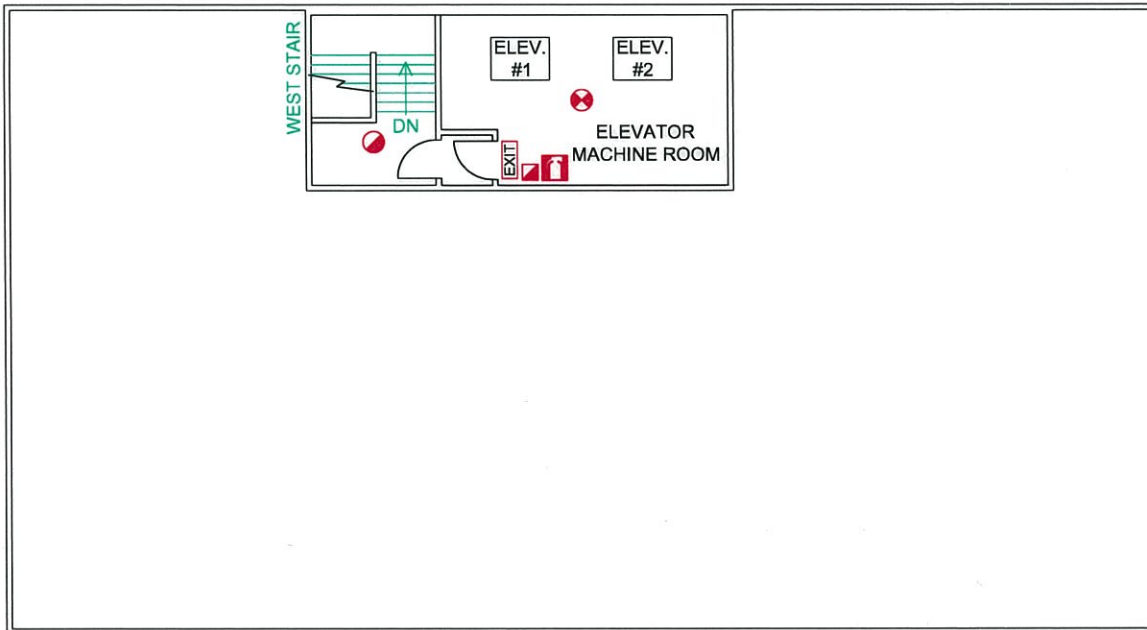 WEST STAIR
DN
ELEV.
#1
ELEV.
#2
ELEVATOR
MACHINE ROOM
EXIT